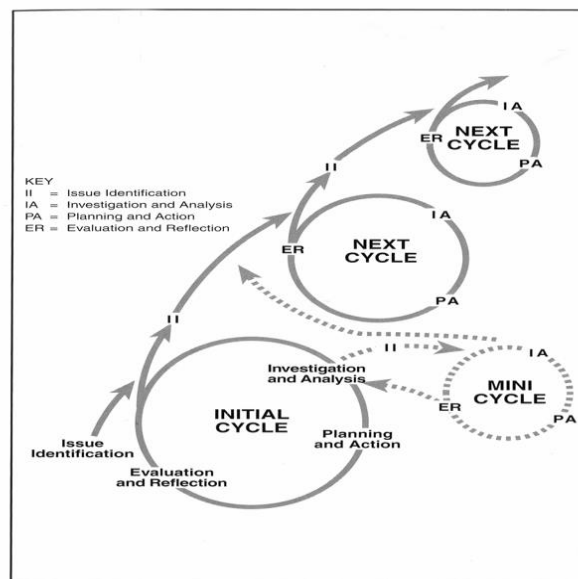 IA
ER
NEXT
CYCLE
PA
II
KEY
II = Issue Identification
IA = Investigation and Analysis
PA = Planning and Action
ER = Evaluation and Reflection
IA
ER
NEXT
CYCLE
PA
II
II
Investigation
and Analysis
IA
MINI
CYCLE
ER
PA
INITIAL
CYCLE
Planning
and Action
Issue
Identification
Evaluation
and Reflection